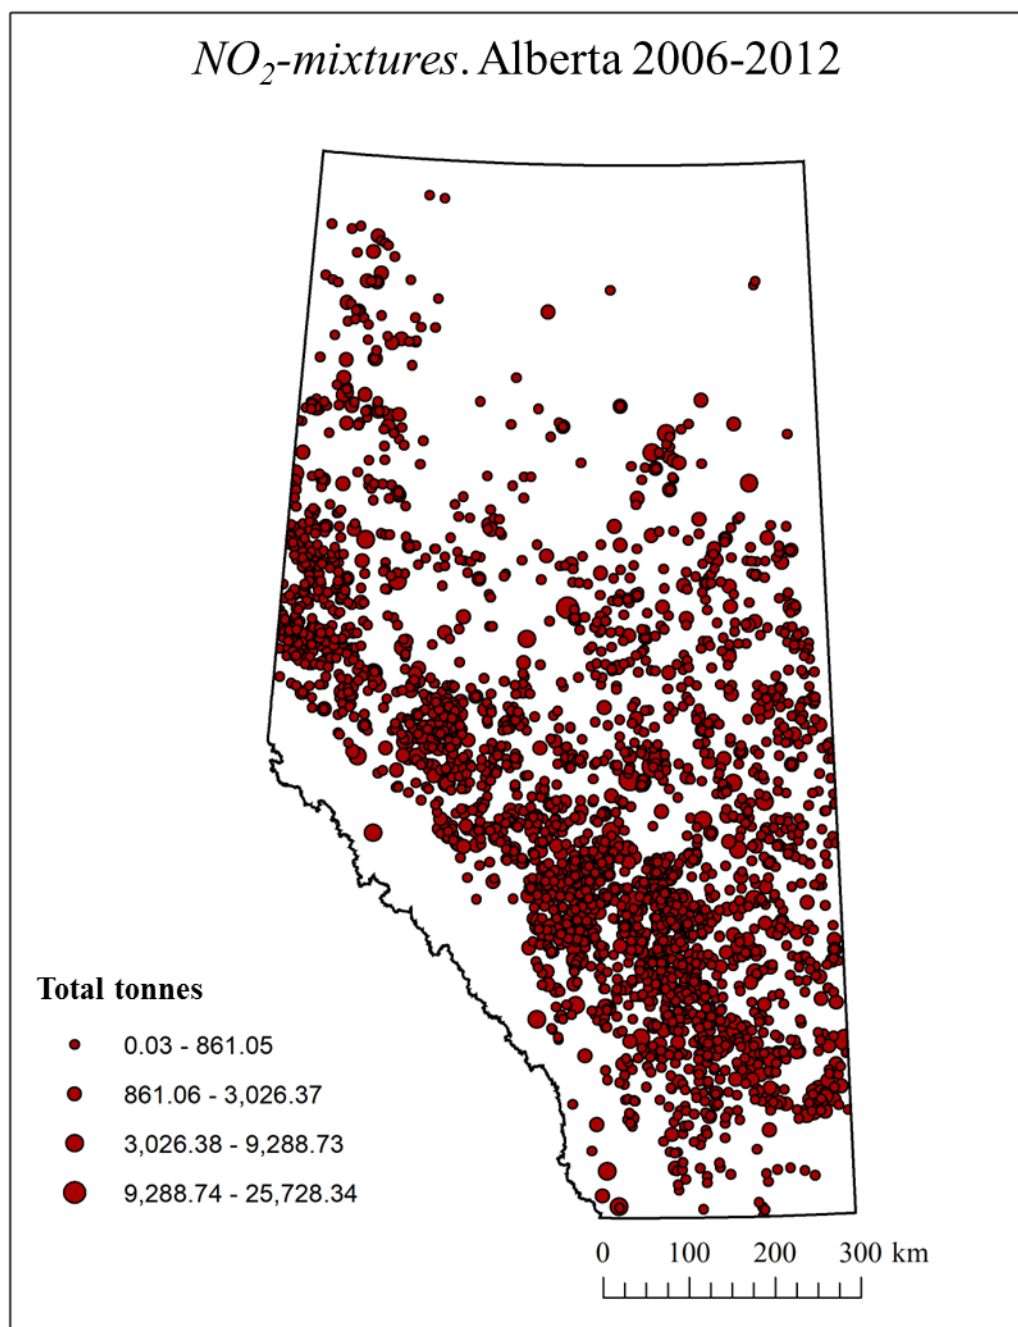 NO₂-mixtures. Alberta 2006-2012
Total tonnes
0.03 - 861.05
861.06 - 3,026.37
3,026.38 - 9,288.73
9,288.74 - 25,728.34
0 100 200 300 km